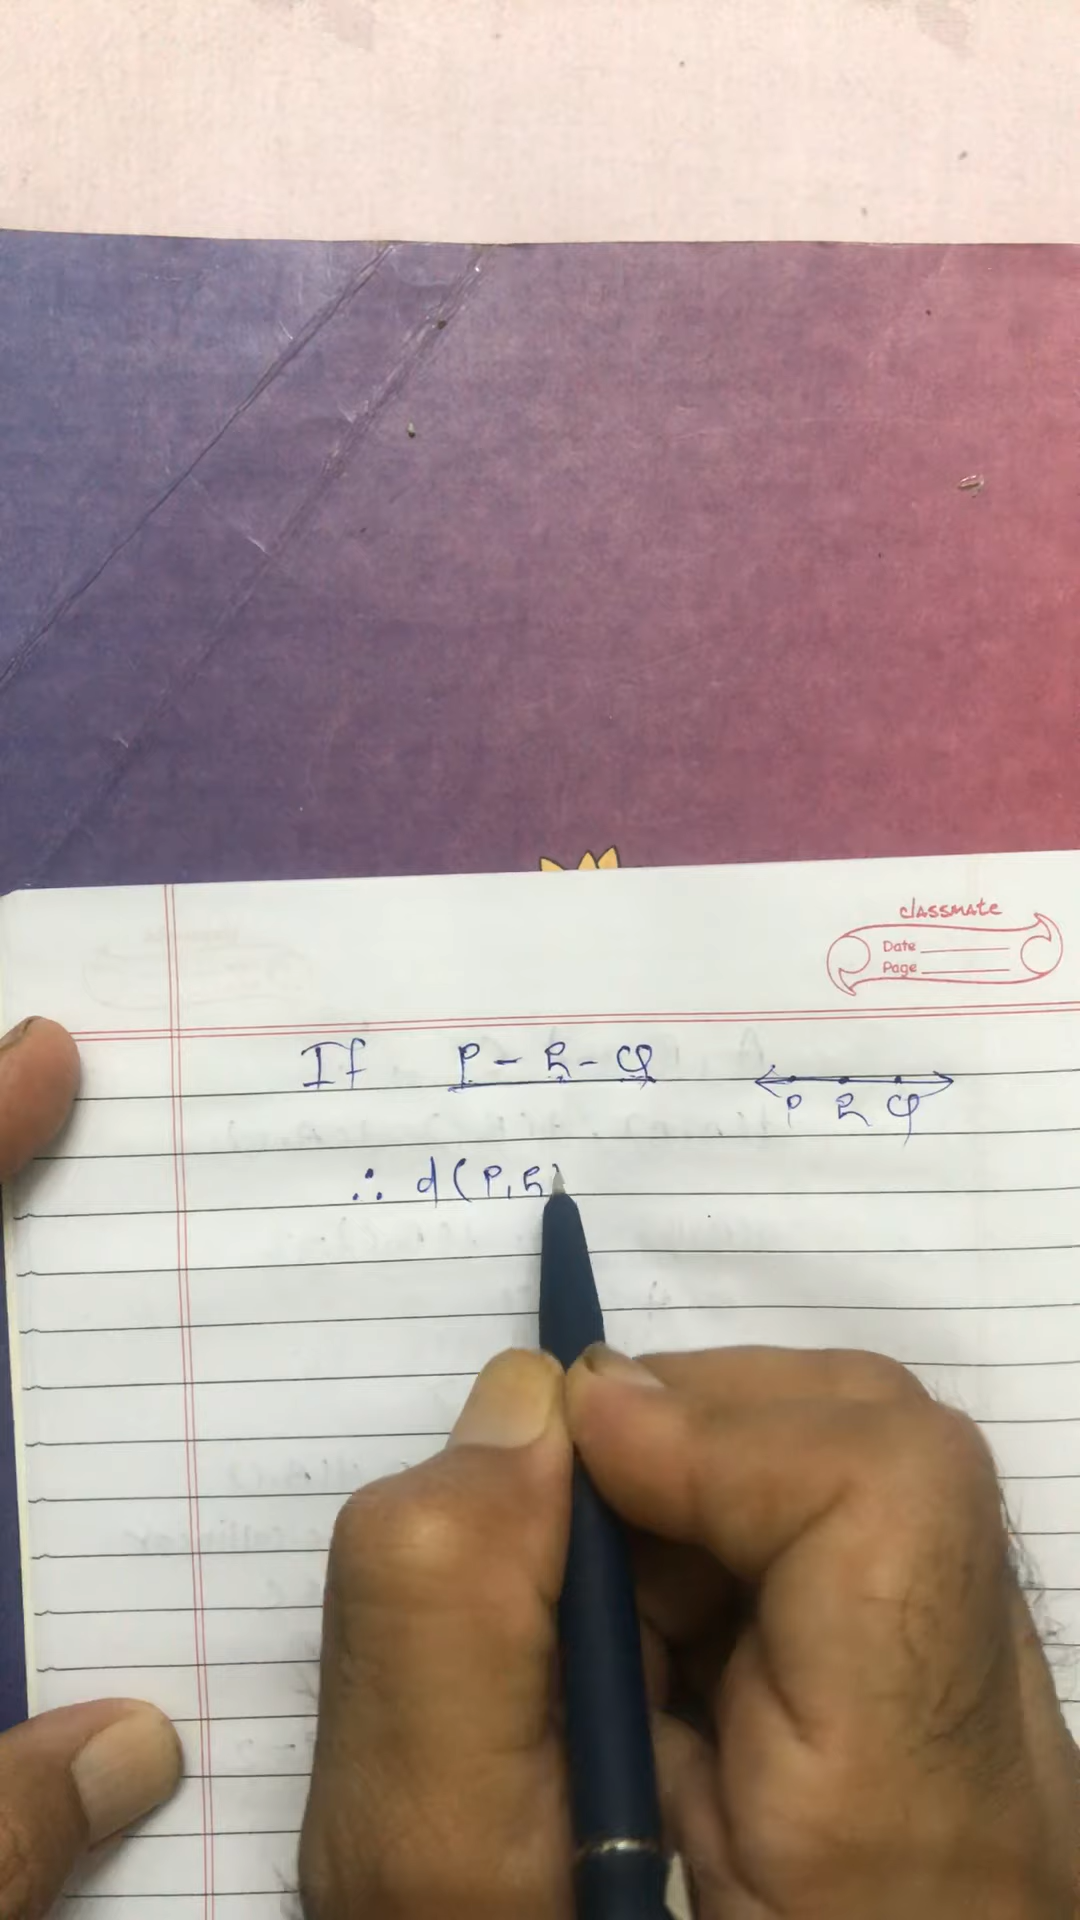 classmate
Date
Page
If P - R - Q
P R Q
∴ d(P,R)